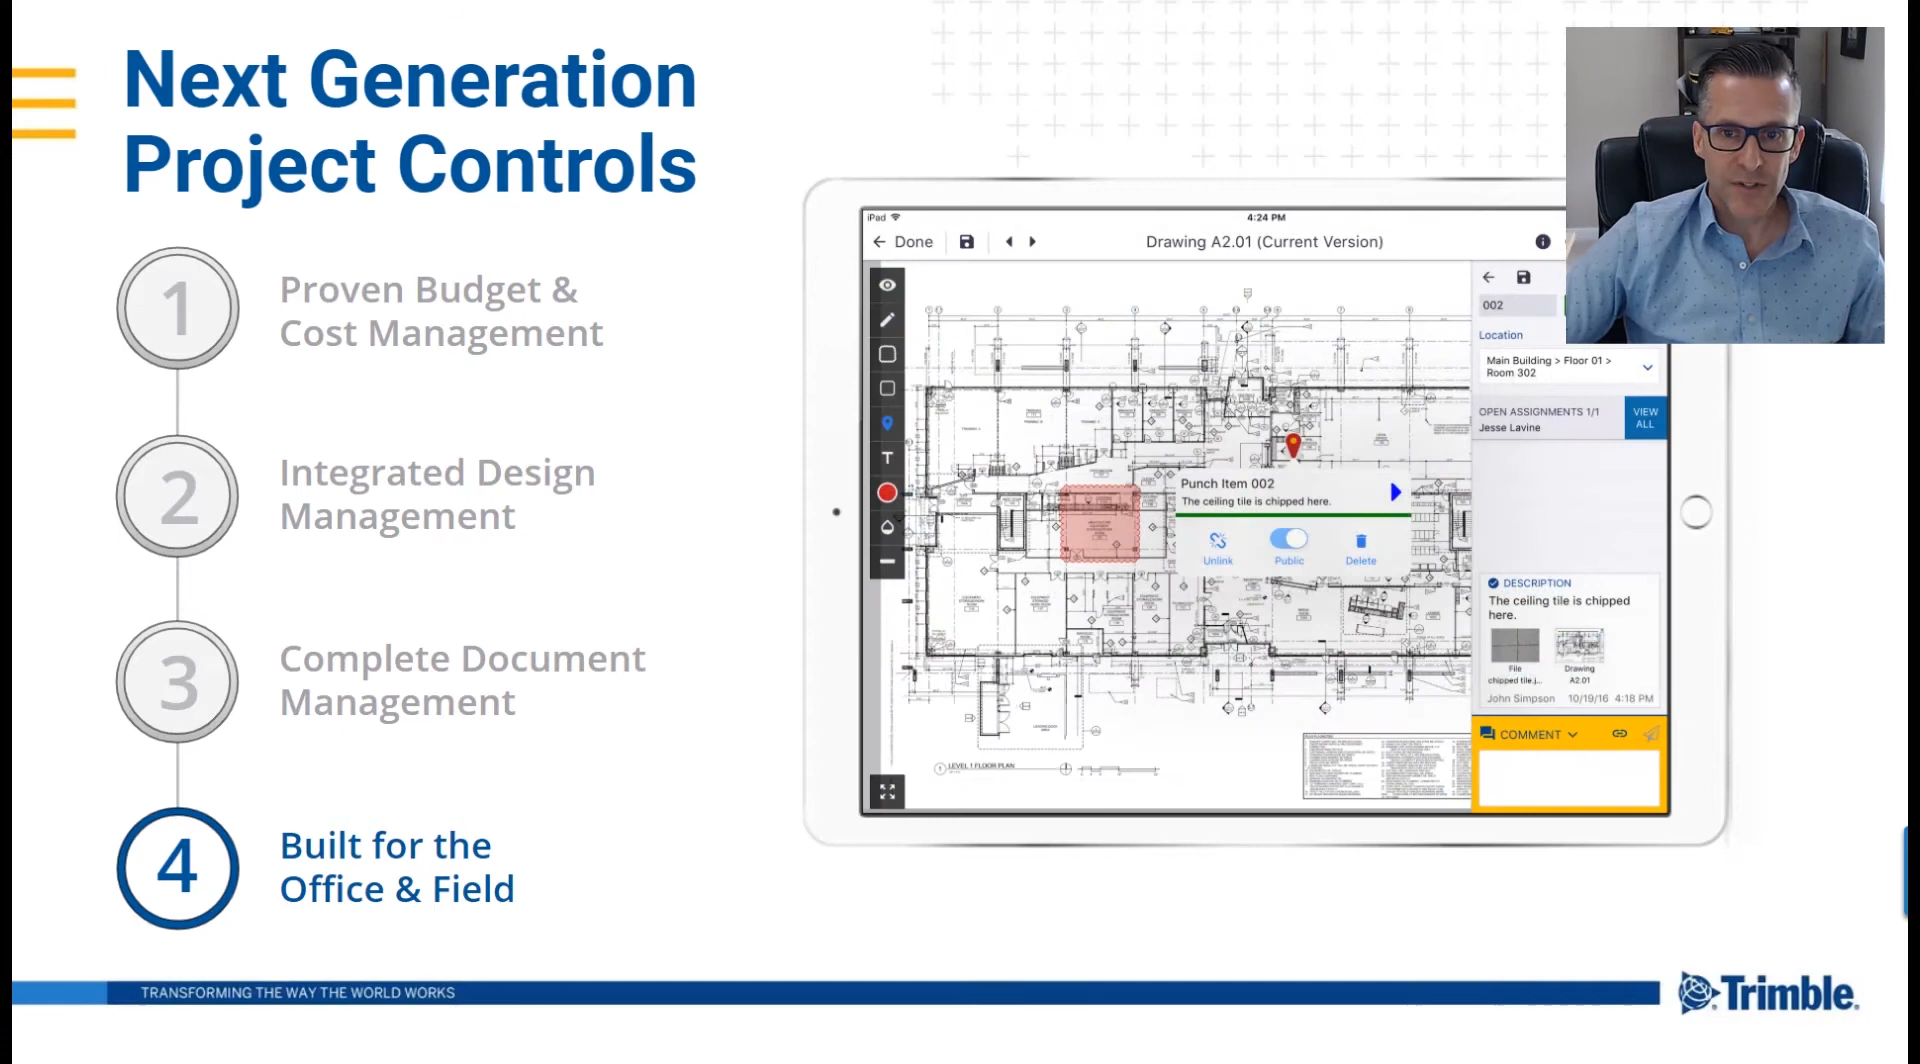 Next Generation
Project Controls
1
Proven Budget &
Cost Management
2
Integrated Design
Management
3
Complete Document
Management
4
Built for the
Office & Field
iPad
4:24 PM
Done
Drawing A2.01 (Current Version)
T
002
Location
Main Building > Floor 01 >
Room 302
OPEN ASSIGNMENTS 1/1
Jesse Lavine
VIEW
ALL
Punch Item 002
The ceiling tile is chipped here.
Unlink
Public
Delete
DESCRIPTION
The ceiling tile is chipped
here.
File
chipped tile.j...
Drawing
A2.01
John Simpson 10/19/16 4:18 PM
COMMENT
1 LEVEL 1 FLOOR PLAN
TRANSFORMING THE WAY THE WORLD WORKS
Trimble